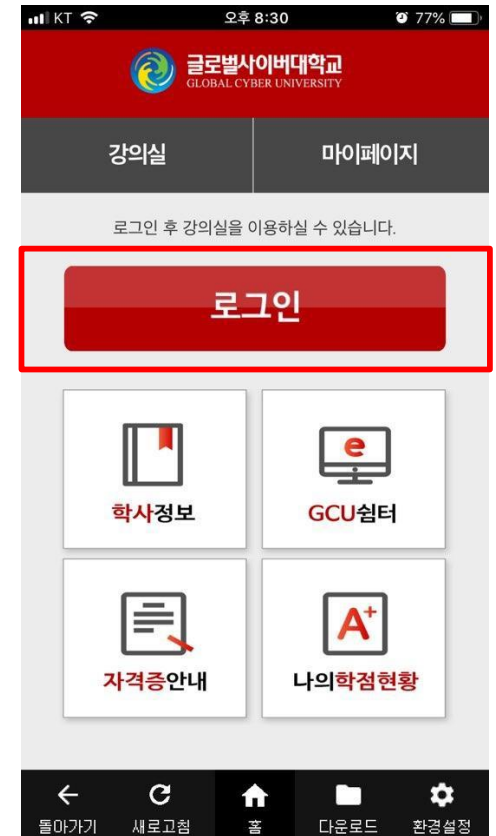 KT 오후 8:30 77%
글로벌사이버대학교
GLOBAL CYBER UNIVERSITY
강의실 마이페이지
로그인 후 강의실을 이용하실 수 있습니다.
로그인
e
학사정보 GCU쉼터
A+
자격증안내 나의학점현황
돌아가기 새로고침 홈 다운로드 환경설정